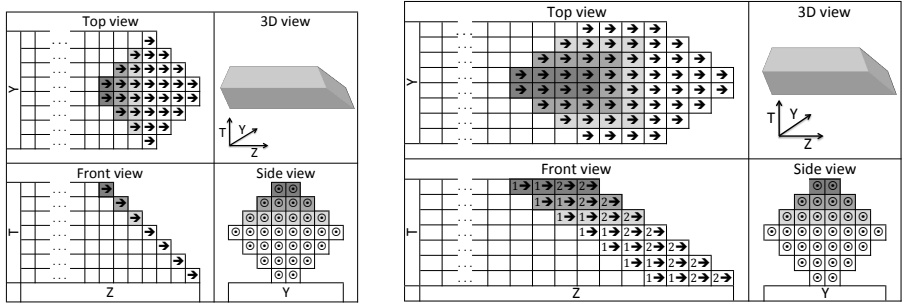 Top view
3D view
...
...
...
...
...
Y
T
Y
Z
Front view
Side view
...
...
...
...
T
Z
Y
Top view
3D view
...
...
...
...
...
Y
T
Y
Z
Front view
Side view
...
1➔1➔2➔2➔
1➔1➔2➔2➔
...
1➔1➔2➔2➔
1➔1➔2➔2➔
...
1➔1➔2➔2➔
1➔1➔2➔2➔
...
1➔1➔2➔2➔
T
Z
Y